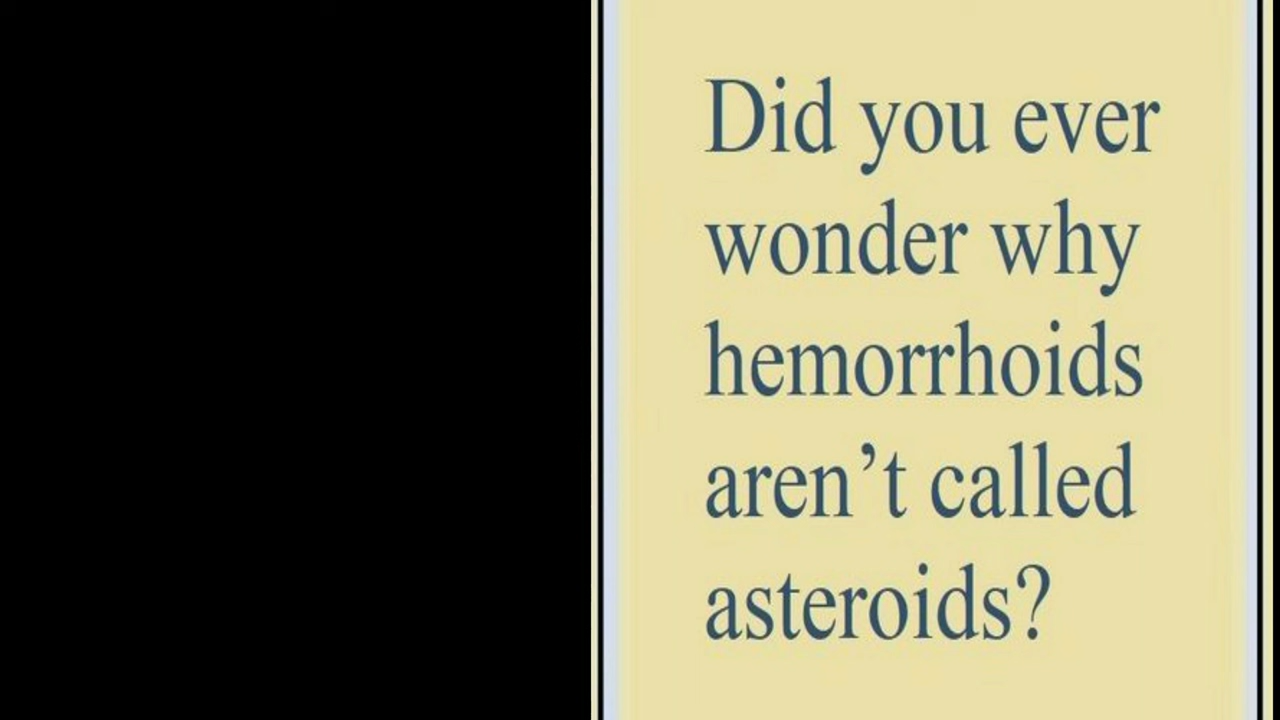 Did you ever
wonder why
hemorrhoids
aren’t called
asteroids?